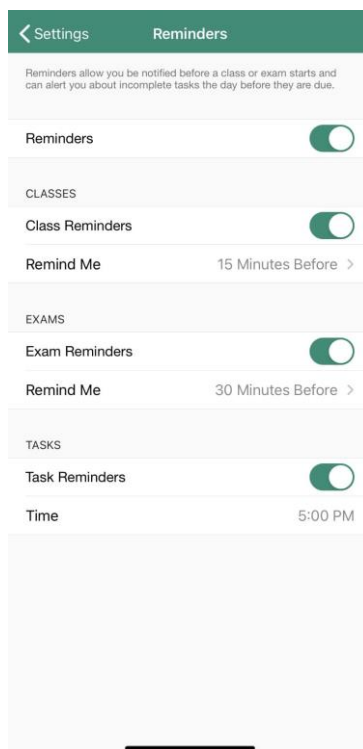 Settings
Reminders
Reminders allow you be notified before a class or exam starts and
can alert you about incomplete tasks the day before they are due.
Reminders
CLASSES
Class Reminders
Remind Me 15 Minutes Before
EXAMS
Exam Reminders
Remind Me 30 Minutes Before
TASKS
Task Reminders
Time 5:00 PM